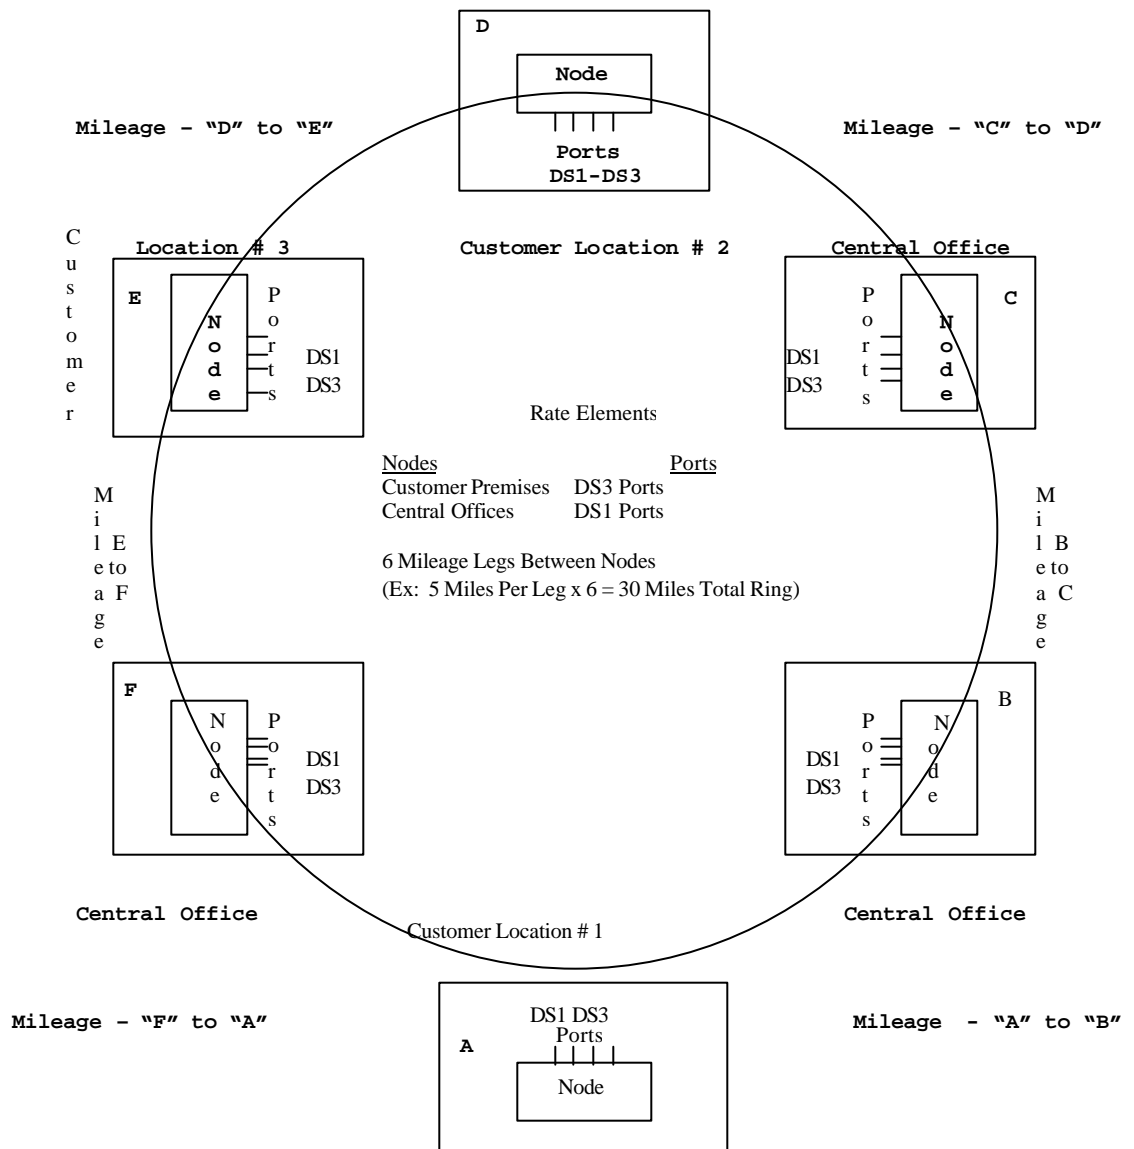 D
Node
Mileage – “D” to “E”
Mileage – “C” to “D”
Ports
DS1-DS3
Customer
Location # 3
Customer Location # 2
Central Office
E
Node
Ports
DS1
DS3
C
Node
Ports
DS1
DS3
Rate Elements
Nodes Ports
Customer Premises DS3 Ports
Central Offices DS1 Ports
6 Mileage Legs Between Nodes
(Ex: 5 Miles Per Leg x 6 = 30 Miles Total Ring)
Mileage
E to F
Mileage
B to C
F
Node
Ports
DS1
DS3
B
Node
Ports
DS1
DS3
Central Office
Central Office
Customer Location # 1
Mileage – “F” to “A”
Mileage - “A” to “B”
DS1 DS3
Ports
A
Node